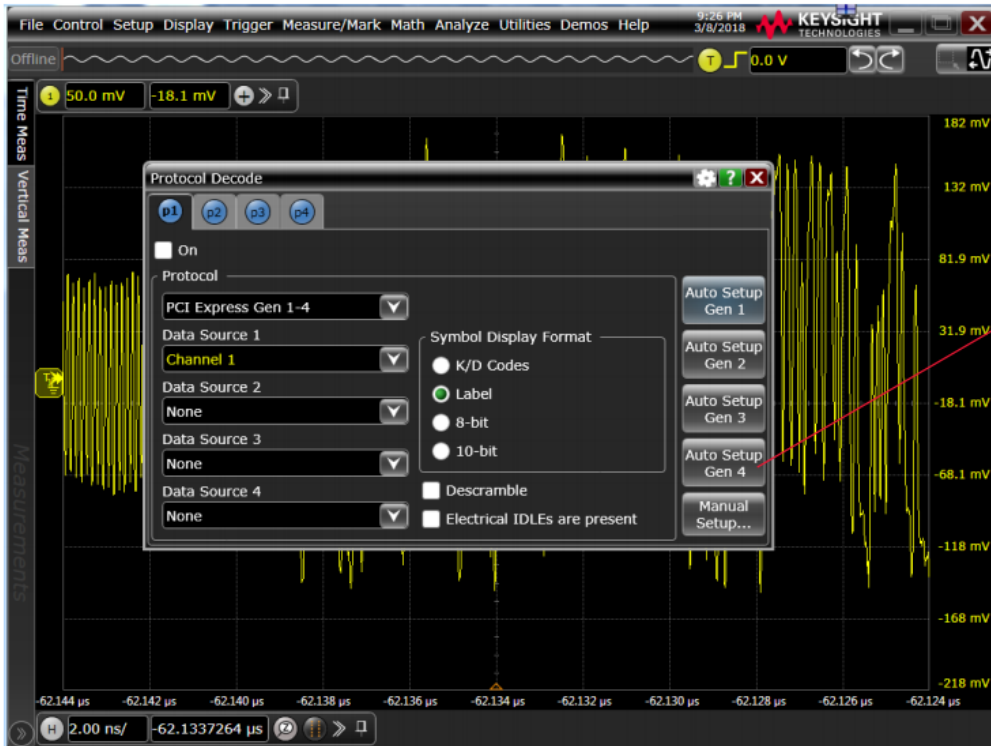 File Control Setup Display Trigger Measure/Mark Math Analyze Utilities Demos Help
9:26 PM
3/8/2018
KEYSIGHT
TECHNOLOGIES
Offline
T
0.0 V
Time Meas
Vertical Meas
Measurements
1
50.0 mV
-18.1 mV
182 mV
132 mV
81.9 mV
31.9 mV
-18.1 mV
-68.1 mV
-118 mV
-168 mV
-218 mV
Protocol Decode
?
X
p1
p2
p3
p4
On
Protocol
PCI Express Gen 1-4
Data Source 1
Channel 1
Data Source 2
None
Data Source 3
None
Data Source 4
None
Symbol Display Format
K/D Codes
Label
8-bit
10-bit
Descramble
Electrical IDLEs are present
Auto Setup
Gen 1
Auto Setup
Gen 2
Auto Setup
Gen 3
Auto Setup
Gen 4
Manual
Setup...
-62.144 µs
-62.142 µs
-62.140 µs
-62.138 µs
-62.136 µs
-62.134 µs
-62.132 µs
-62.130 µs
-62.128 µs
-62.126 µs
-62.124 µs
H
2.00 ns/
-62.1337264 µs